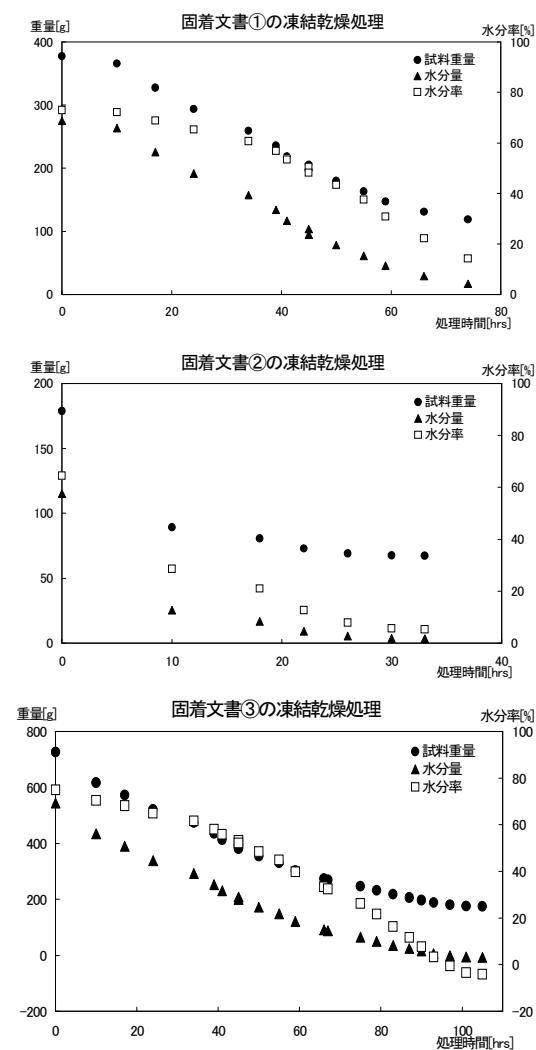 固着文書①の凍結乾燥処理
重量[g]
水分率[%]
400
300
200
100
0
100
80
60
40
20
0
●試料重量
▲水分量
□水分率
0 20 40 60 80
処理時間[hrs]
固着文書②の凍結乾燥処理
重量[g]
水分率[%]
200
150
100
50
0
100
80
60
40
20
0
●試料重量
▲水分量
□水分率
0 10 20 30 40
処理時間[hrs]
固着文書③の凍結乾燥処理
重量[g]
水分率[%]
800
600
400
200
0
−200
100
80
60
40
20
0
−20
●試料重量
▲水分量
□水分率
0 20 40 60 80 100
処理時間[hrs]